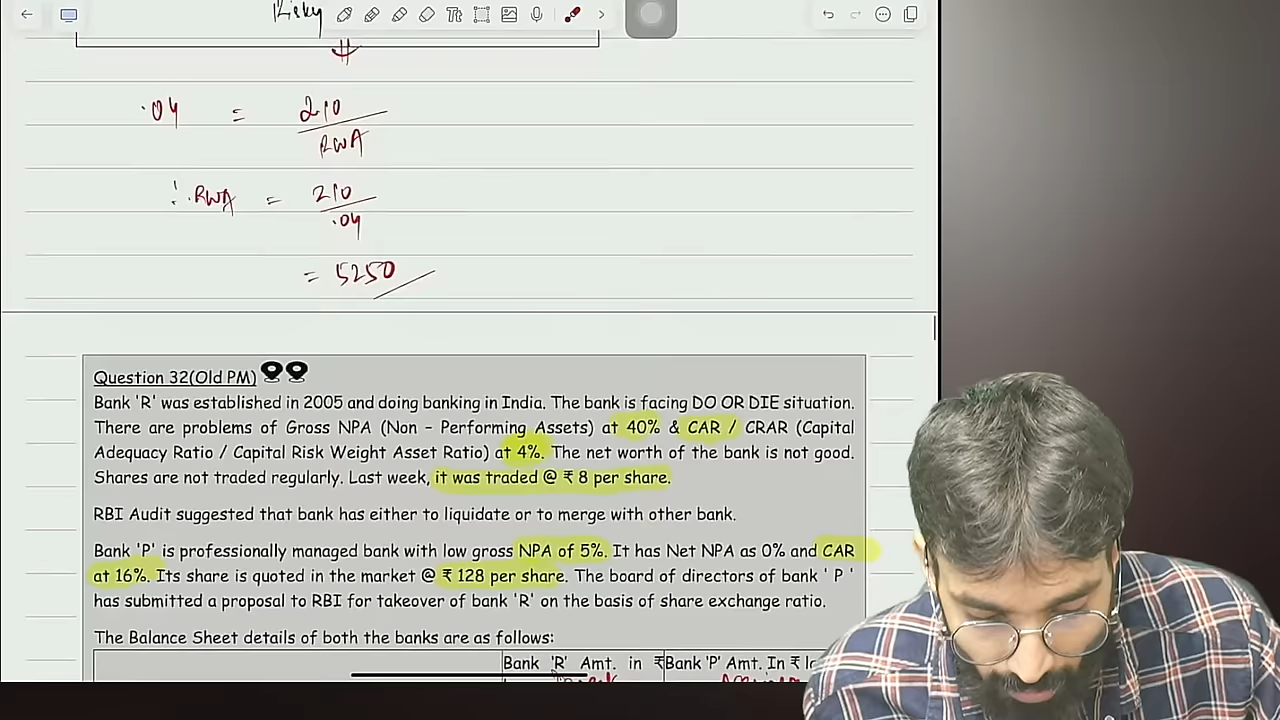 Risky
Tt
.04 = 210
RWA
∴ RWA = 210
.04
= 5250
Question 32(Old PM)
Bank 'R' was established in 2005 and doing banking in India. The bank is facing DO OR DIE situation.
There are problems of Gross NPA (Non - Performing Assets) at 40% & CAR / CRAR (Capital
Adequacy Ratio / Capital Risk Weight Asset Ratio) at 4%. The net worth of the bank is not good.
Shares are not traded regularly. Last week, it was traded @ ₹ 8 per share.
RBI Audit suggested that bank has either to liquidate or to merge with other bank.
Bank 'P' is professionally managed bank with low gross NPA of 5%. It has Net NPA as 0% and CAR
at 16%. Its share is quoted in the market @ ₹ 128 per share. The board of directors of bank ' P '
has submitted a proposal to RBI for takeover of bank 'R' on the basis of share exchange ratio.
The Balance Sheet details of both the banks are as follows:
Bank 'R' Amt. in ₹ Bank 'P' Amt. In ₹